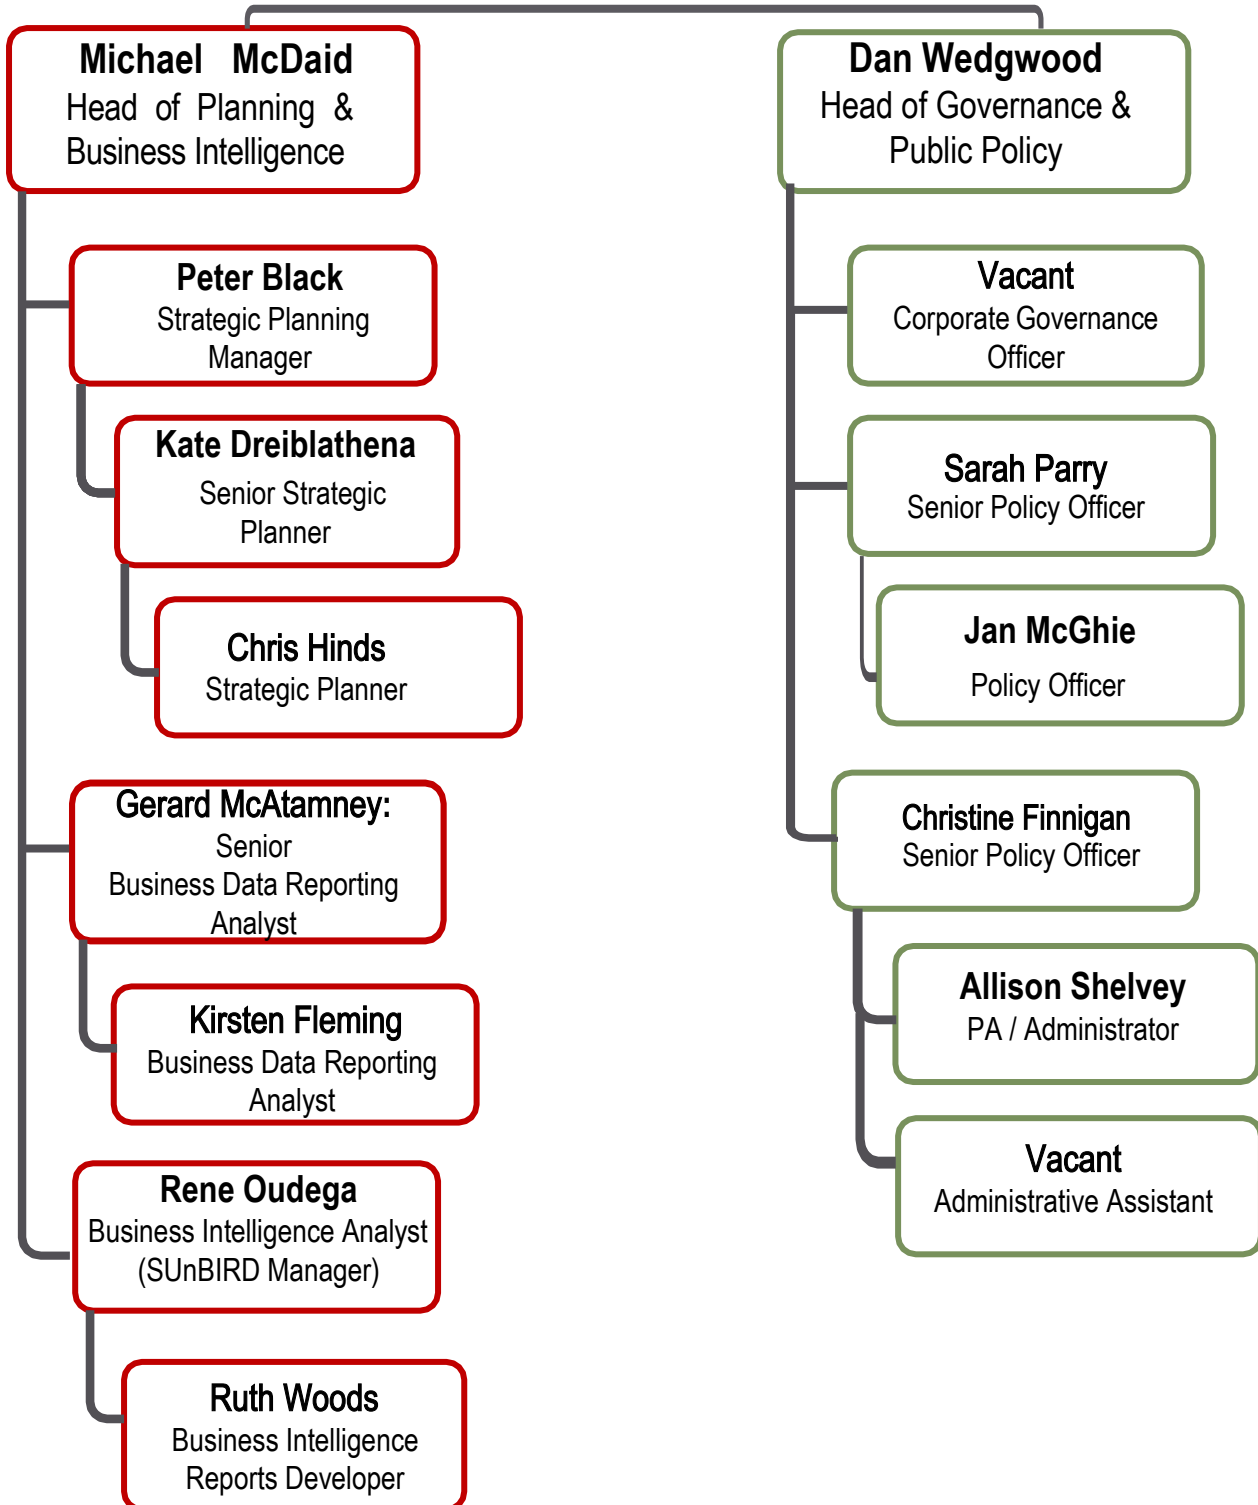 Michael McDaid
Head of Planning &
Business Intelligence
Peter Black
Strategic Planning
Manager
Kate Dreiblathena
Senior Strategic
Planner
Chris Hinds
Strategic Planner
Gerard McAtamney:
Senior
Business Data Reporting
Analyst
Kirsten Fleming
Business Data Reporting
Analyst
Rene Oudega
Business Intelligence Analyst
(SUnBIRD Manager)
Ruth Woods
Business Intelligence
Reports Developer
Dan Wedgwood
Head of Governance &
Public Policy
Vacant
Corporate Governance
Officer
Sarah Parry
Senior Policy Officer
Jan McGhie
Policy Officer
Christine Finnigan
Senior Policy Officer
Allison Shelvey
PA / Administrator
Vacant
Administrative Assistant